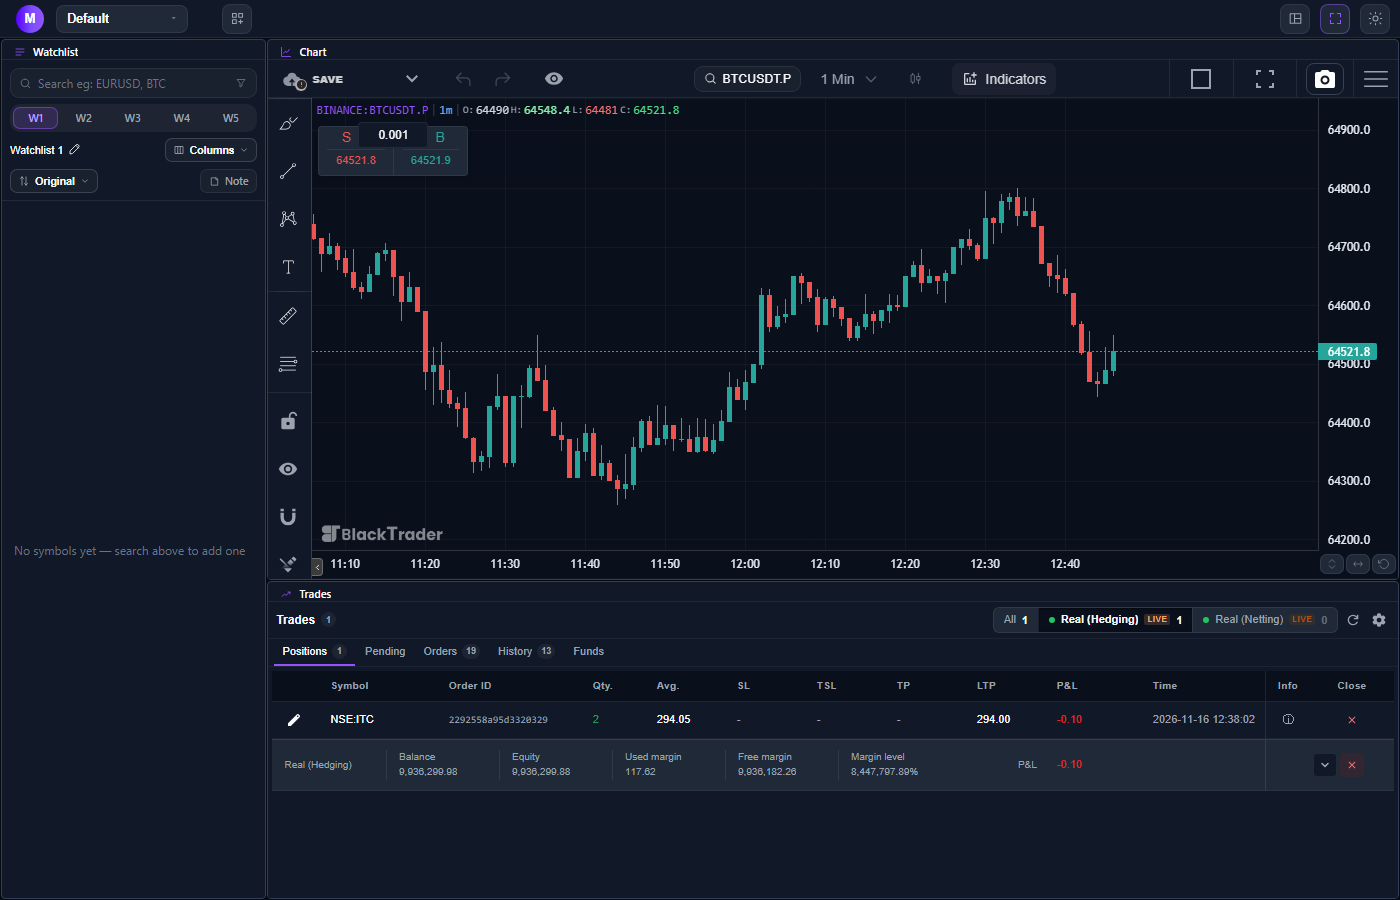 M Default
Watchlist
Search eg: EURUSD, BTC
W1 W2 W3 W4 W5
Watchlist 1 Columns
Original Note
No symbols yet — search above to add one
Chart
SAVE BTCUSDT.P 1 Min Indicators
BINANCE:BTCUSDT.P 1m O: 64490 H: 64548.4 L: 64481 C: 64521.8
S 0.001 B
64521.8 64521.9
64900.0
64800.0
64700.0
64600.0
64521.8
64500.0
64400.0
64300.0
64200.0
BlackTrader
11:10 11:20 11:30 11:40 11:50 12:00 12:10 12:20 12:30 12:40
Trades
Trades 1 All 1 Real (Hedging) LIVE 1 Real (Netting) LIVE 0
Positions 1 Pending Orders 19 History 13 Funds
Symbol Order ID Qty. Avg. SL TSL TP LTP P&L Time Info Close
NSE:ITC 2292558a95d3320329 2 294.05 - - - 294.00 -0.10 2026-11-16 12:38:02
Real (Hedging) Balance Equity Used margin Free margin Margin level P&L -0.10
9,936,299.98 9,936,299.88 117.62 9,936,182.26 8,447,797.89%